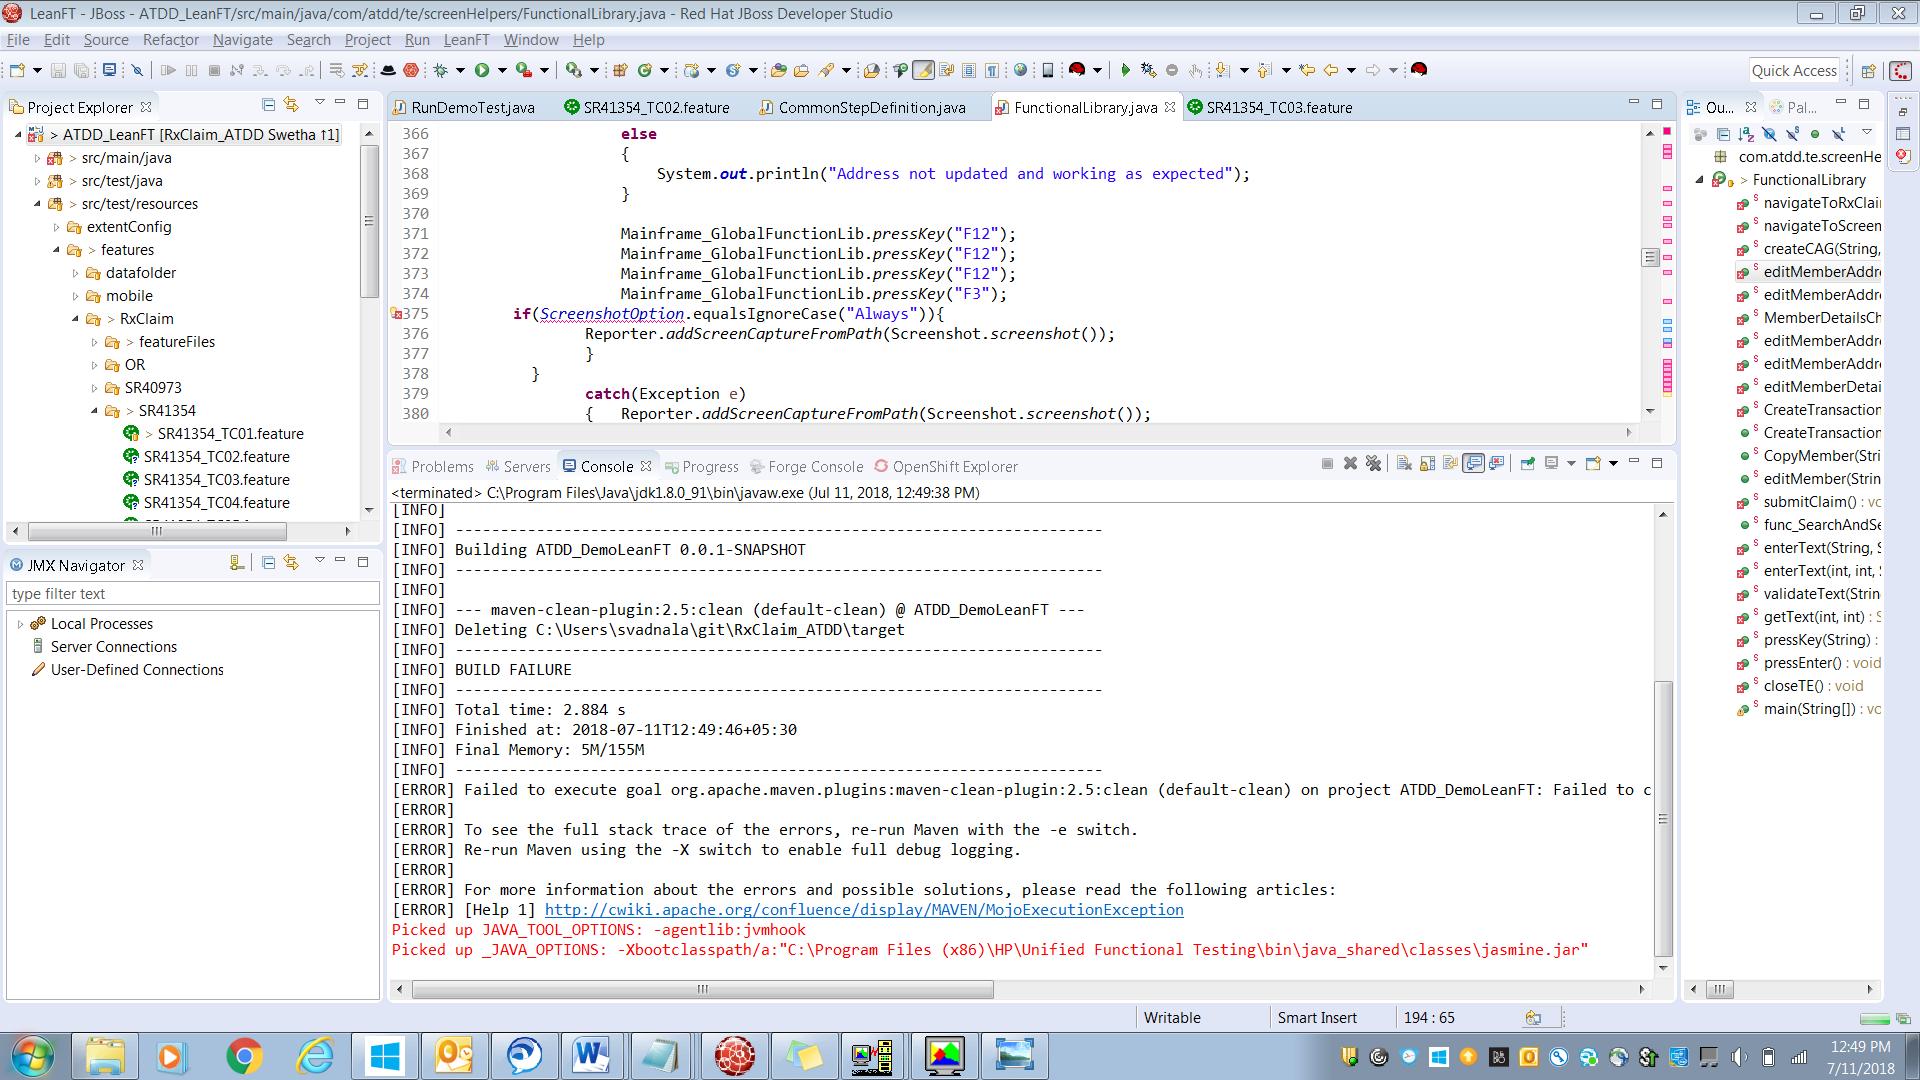 LeanFT - JBoss - ATDD_LeanFT/src/main/java/com/atdd/te/screenHelpers/FunctionalLibrary.java - Red Hat JBoss Developer Studio
File Edit Source Refactor Navigate Search Project Run LeanFT Window Help
Quick Access
Project Explorer
> ATDD_LeanFT [RxClaim_ATDD Swetha ↑1]
> src/main/java
> src/test/java
> src/test/resources
extentConfig
> features
datafolder
mobile
> RxClaim
> featureFiles
OR
SR40973
> SR41354
> SR41354_TC01.feature
SR41354_TC02.feature
SR41354_TC03.feature
SR41354_TC04.feature
JMX Navigator
type filter text
Local Processes
Server Connections
User-Defined Connections
RunDemoTest.java SR41354_TC02.feature CommonStepDefinition.java FunctionalLibrary.java SR41354_TC03.feature
366 else
367 {
368 System.out.println("Address not updated and working as expected");
369 }
370
371 Mainframe_GlobalFunctionLib.pressKey("F12");
372 Mainframe_GlobalFunctionLib.pressKey("F12");
373 Mainframe_GlobalFunctionLib.pressKey("F12");
374 Mainframe_GlobalFunctionLib.pressKey("F3");
375 if(ScreenshotOption.equalsIgnoreCase("Always")){
376 Reporter.addScreenCaptureFromPath(Screenshot.screenshot());
377 }
378 }
379 catch(Exception e)
380 { Reporter.addScreenCaptureFromPath(Screenshot.screenshot());
Problems Servers Console Progress Forge Console OpenShift Explorer
<terminated> C:\Program Files\Java\jdk1.8.0_91\bin\javaw.exe (Jul 11, 2018, 12:49:38 PM)
[INFO]
[INFO] ------------------------------------------------------------------------
[INFO] Building ATDD_DemoLeanFT 0.0.1-SNAPSHOT
[INFO] ------------------------------------------------------------------------
[INFO]
[INFO] --- maven-clean-plugin:2.5:clean (default-clean) @ ATDD_DemoLeanFT ---
[INFO] Deleting C:\Users\svadnala\git\RxClaim_ATDD\target
[INFO] ------------------------------------------------------------------------
[INFO] BUILD FAILURE
[INFO] ------------------------------------------------------------------------
[INFO] Total time: 2.884 s
[INFO] Finished at: 2018-07-11T12:49:46+05:30
[INFO] Final Memory: 5M/155M
[INFO] ------------------------------------------------------------------------
[ERROR] Failed to execute goal org.apache.maven.plugins:maven-clean-plugin:2.5:clean (default-clean) on project ATDD_DemoLeanFT: Failed to c
[ERROR]
[ERROR] To see the full stack trace of the errors, re-run Maven with the -e switch.
[ERROR] Re-run Maven using the -X switch to enable full debug logging.
[ERROR]
[ERROR] For more information about the errors and possible solutions, please read the following articles:
[ERROR] [Help 1] http://cwiki.apache.org/confluence/display/MAVEN/MojoExecutionException
Picked up JAVA_TOOL_OPTIONS: -agentlib:jvmhook
Picked up _JAVA_OPTIONS: -Xbootclasspath/a:"C:\Program Files (x86)\HP\Unified Functional Testing\bin\java_shared\classes\jasmine.jar"
Ou... Pal...
com.atdd.te.screenHe
> FunctionalLibrary
navigateToRxClai
navigateToScreen
createCAG(String,
editMemberAddre
editMemberAddre
MemberDetailsCh
editMemberAddre
editMemberAddre
editMemberDetai
CreateTransaction
CreateTransaction
CopyMember(Stri
editMember(Strin
submitClaim() : vo
func_SearchAndSe
enterText(String, S
enterText(int, int, S
validateText(Strin
getText(int, int) : S
pressKey(String) :
pressEnter() : void
closeTE() : void
main(String[]) : vo
Writable Smart Insert 194 : 65
12:49 PM
7/11/2018